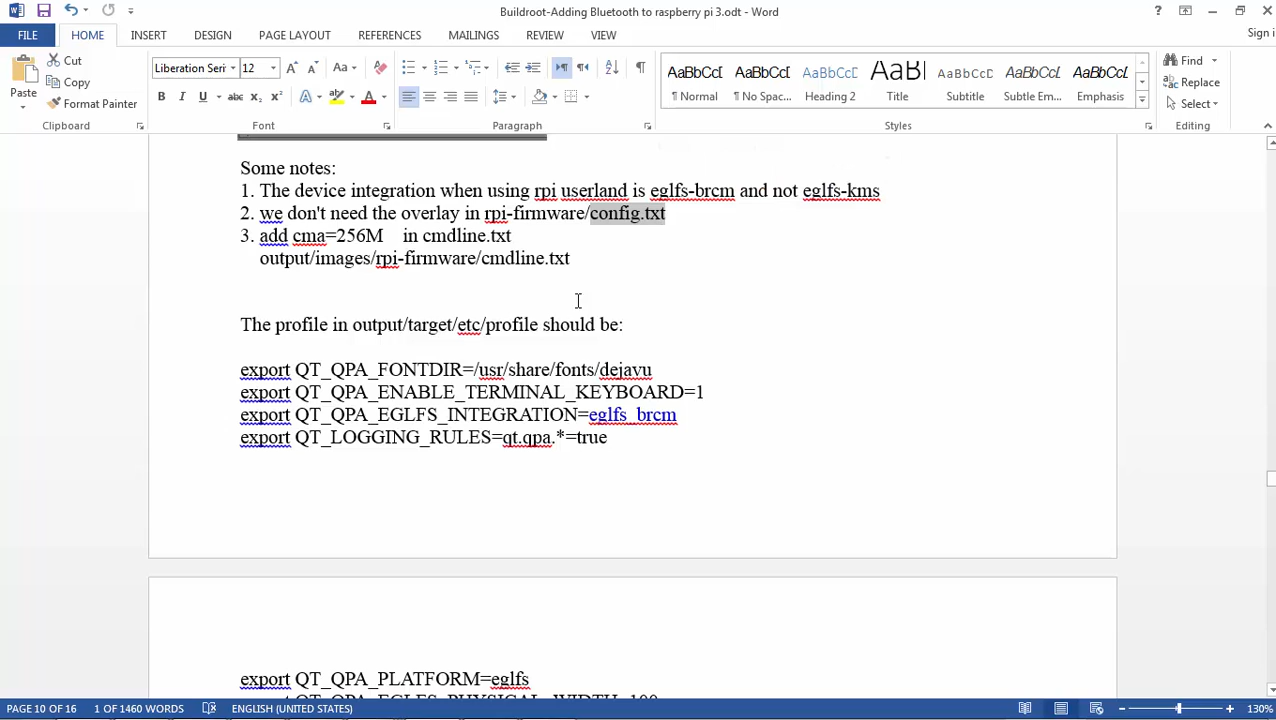 Buildroot-Adding Bluetooth to raspberry pi 3.odt - Word
Sign i
FILE HOME INSERT DESIGN PAGE LAYOUT REFERENCES MAILINGS REVIEW VIEW
Paste
Cut
Copy
Format Painter
Clipboard
Liberation Seri 12
Font
Paragraph
AaBbCcI AaBbCcI AaBbCcI AaBl AaBbCcD AaBbCcD AaBbCcD
¶ Normal ¶ No Spac... Heading 2 Title Subtitle Subtle Em... Emphasis
Styles
Find
Replace
Select
Editing
Some notes:
1. The device integration when using rpi userland is eglfs-brcm and not eglfs-kms
2. we don't need the overlay in rpi-firmware/config.txt
3. add cma=256M in cmdline.txt
output/images/rpi-firmware/cmdline.txt
The profile in output/target/etc/profile should be:
export QT_QPA_FONTDIR=/usr/share/fonts/dejavu
export QT_QPA_ENABLE_TERMINAL_KEYBOARD=1
export QT_QPA_EGLFS_INTEGRATION=eglfs_brcm
export QT_LOGGING_RULES=qt.qpa.*=true
export QT_QPA_PLATFORM=eglfs
PAGE 10 OF 16 1 OF 1460 WORDS ENGLISH (UNITED STATES) 130%